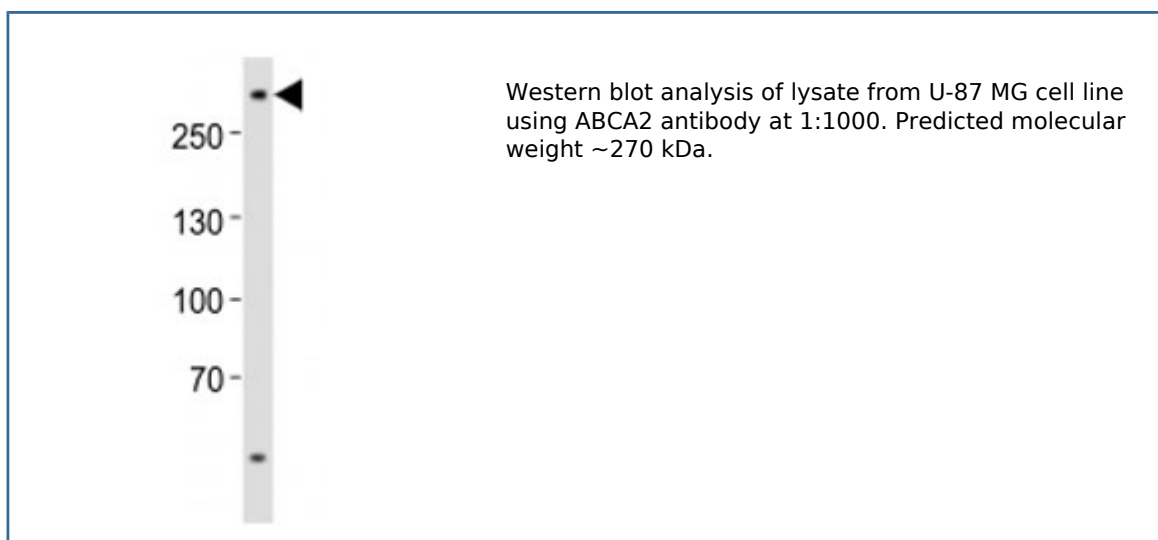 250
130
100
70
Western blot analysis of lysate from U-87 MG cell line
using ABCA2 antibody at 1:1000. Predicted molecular
weight ~270 kDa.